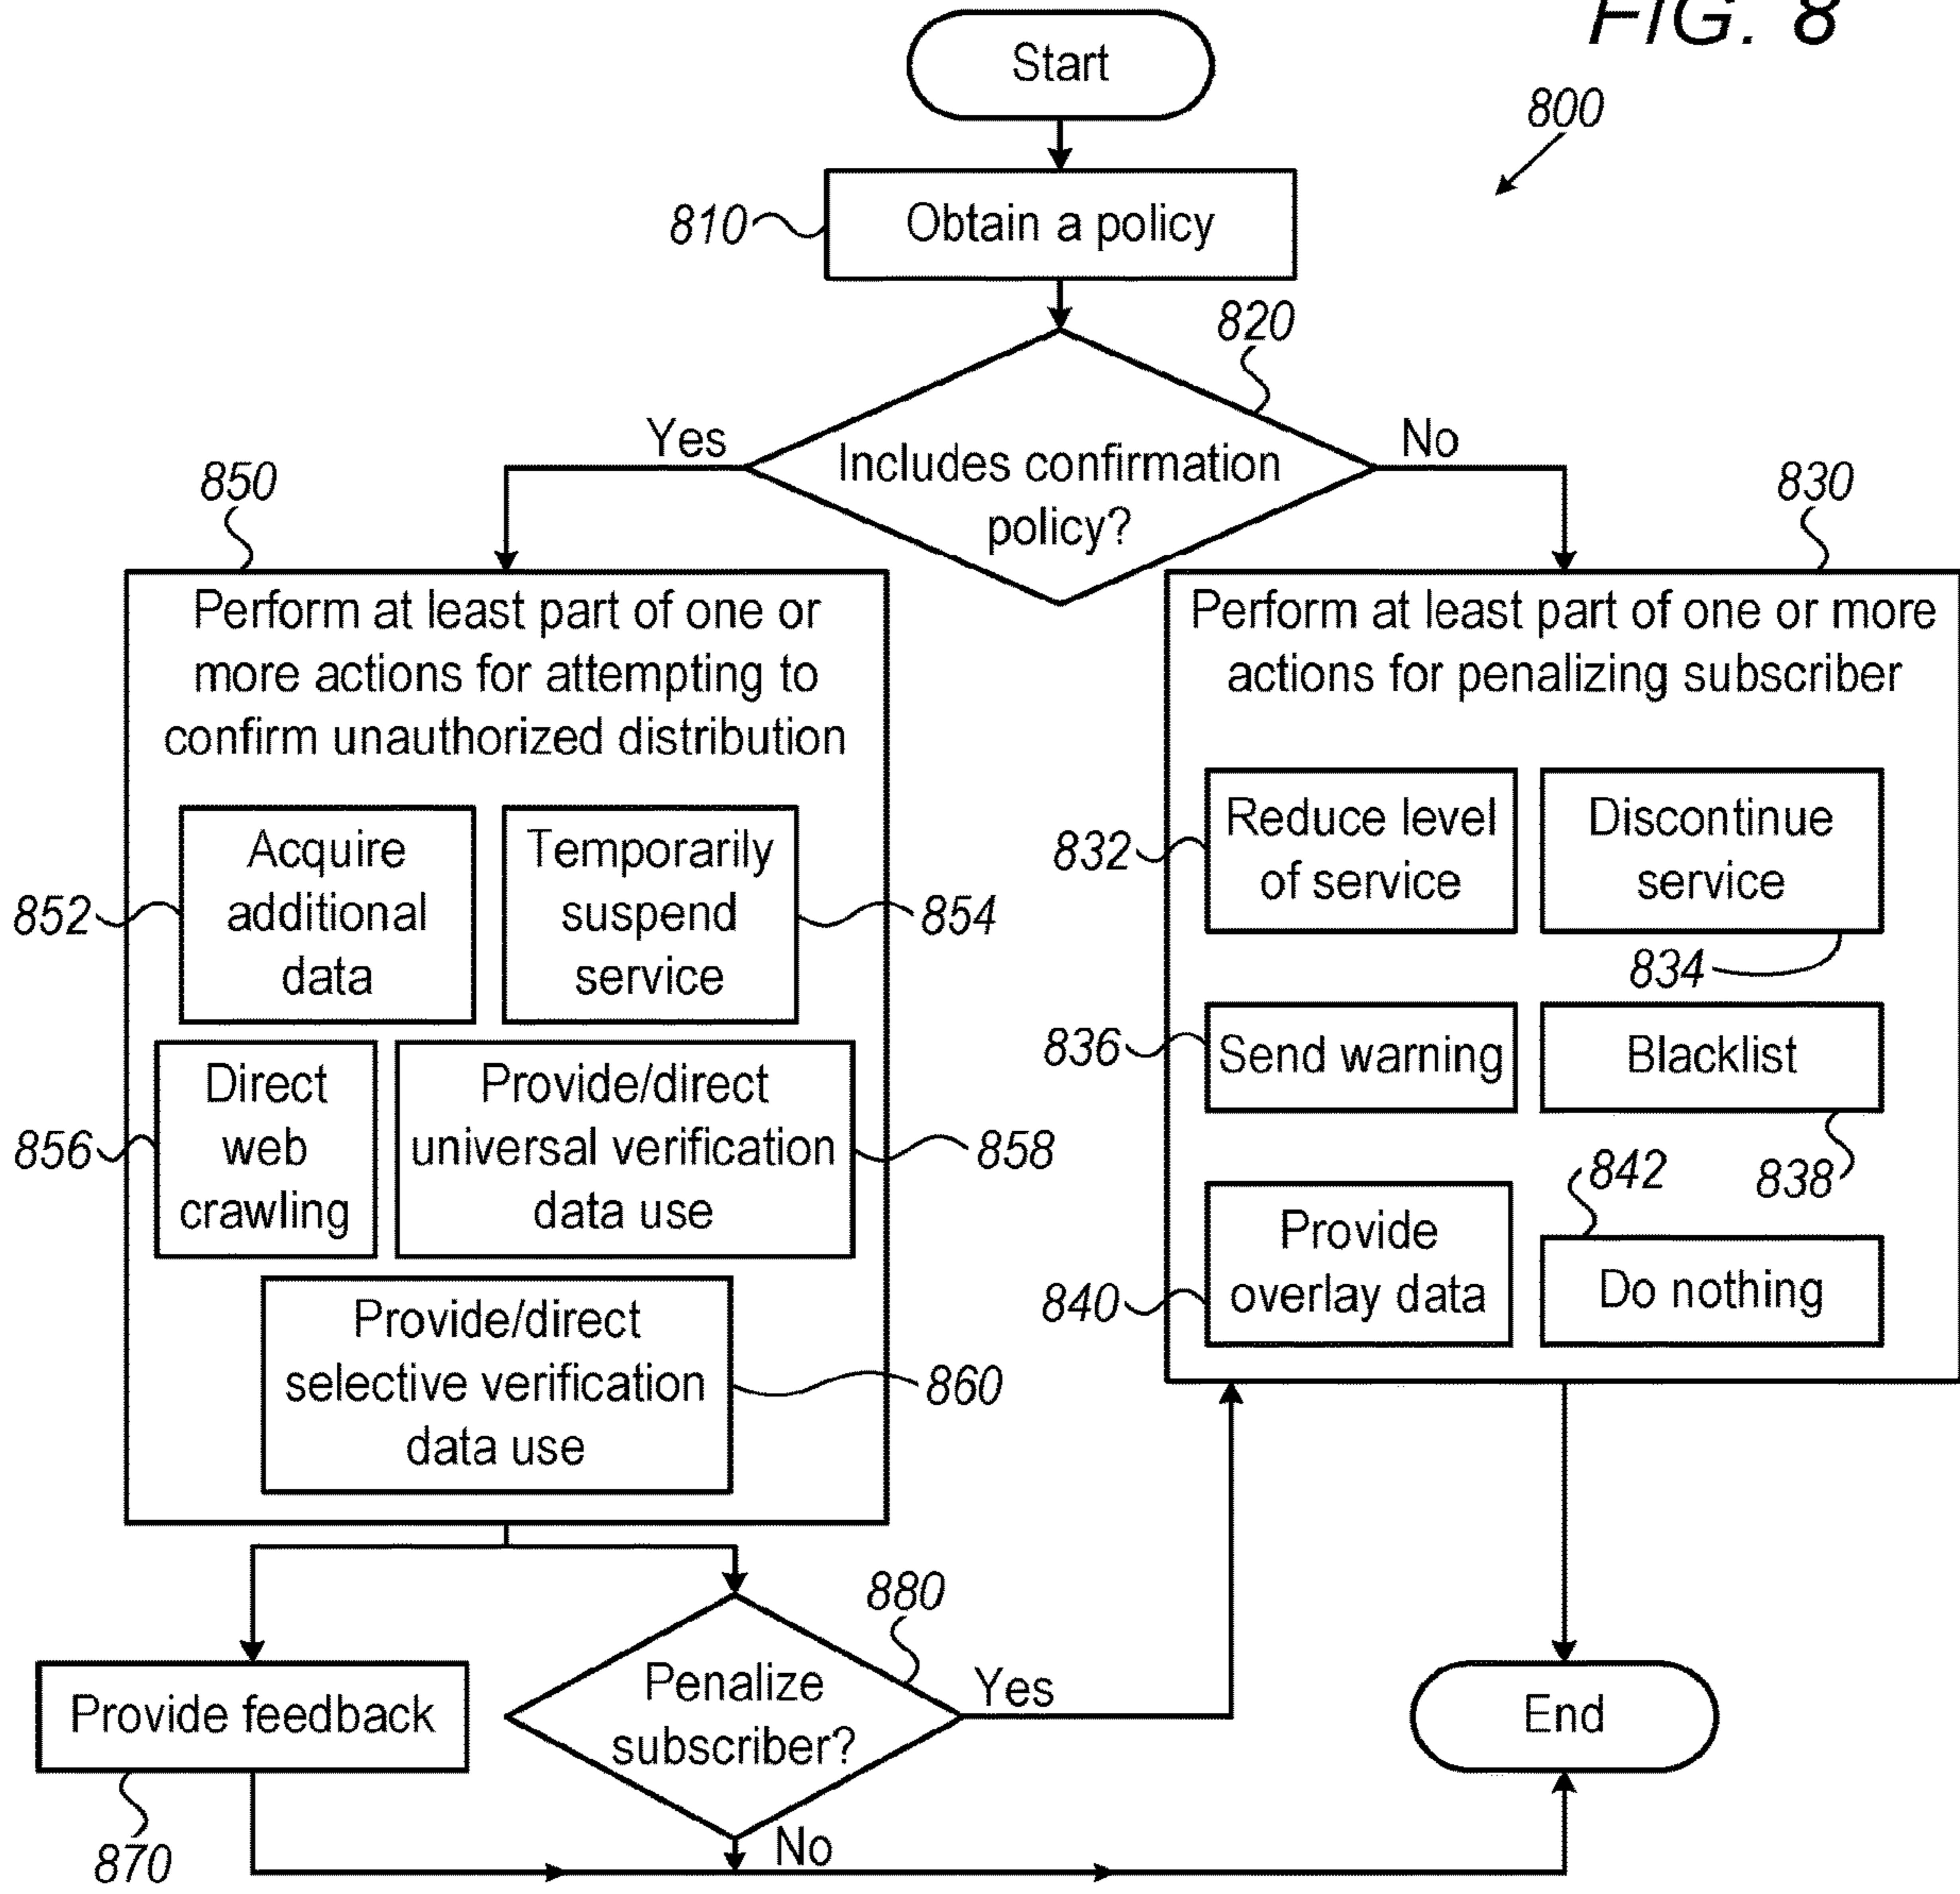 FIG. 8
Start
800
810
Obtain a policy
820
Yes
Includes confirmation
policy?
No
850
Perform at least part of one or
more actions for attempting to
confirm unauthorized distribution
852
Acquire
additional
data
Temporarily
suspend
service
854
856
Direct
web
crawling
Provide/direct
universal verification
data use
858
Provide/direct
selective verification
data use
860
830
Perform at least part of one or more
actions for penalizing subscriber
832
Reduce level
of service
Discontinue
service
834
836
Send warning
Blacklist
838
840
Provide
overlay data
842
Do nothing
Provide feedback
870
880
Penalize
subscriber?
Yes
No
End